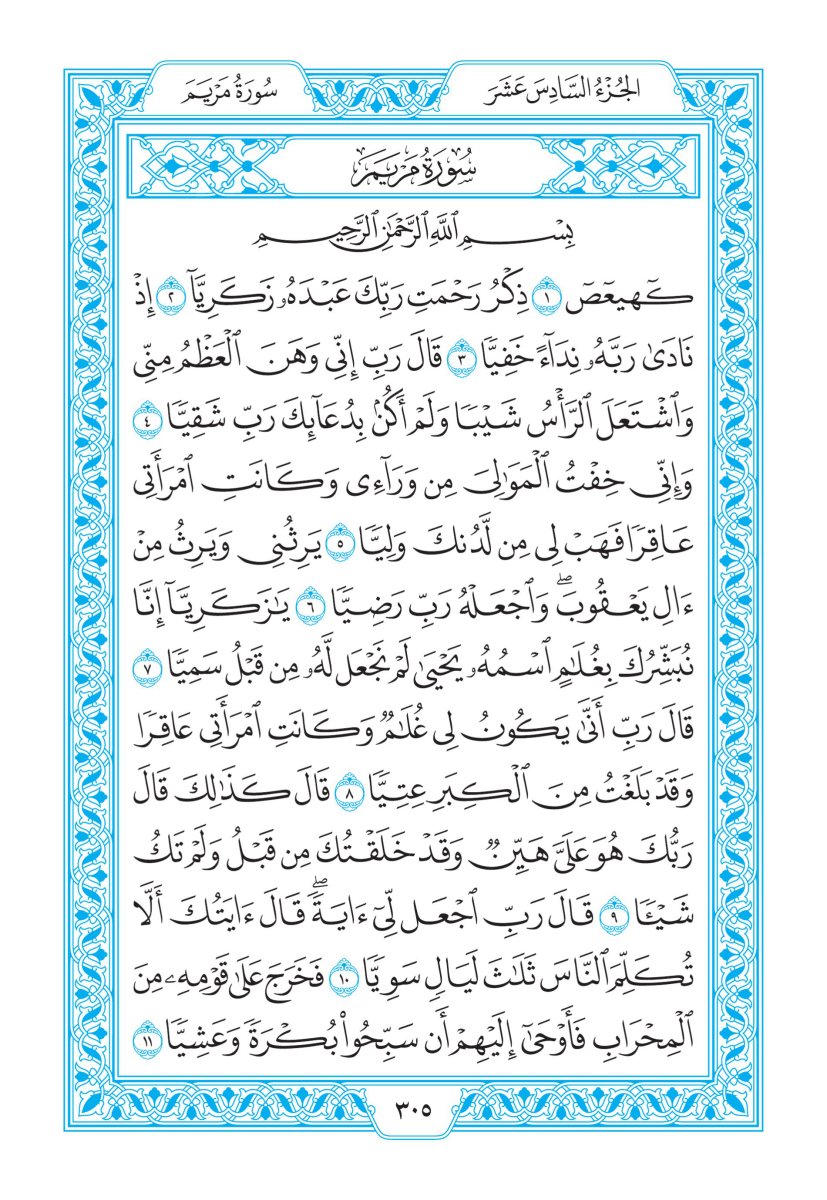 الجُزْءُ السَّادِسَ عَشَرَ
سُورَةُ مَرْيَمَ
سُورَةُ مَرْيَمَ
بِسْمِ ٱللَّهِ ٱلرَّحْمَٰنِ ٱلرَّحِيمِ
كٓهيعٓصٓ ١ ذِكْرُ رَحْمَتِ رَبِّكَ عَبْدَهُۥ زَكَرِيَّآ ٢ إِذْ
نَادَىٰ رَبَّهُۥ نِدَآءً خَفِيًّا ٣ قَالَ رَبِّ إِنِّى وَهَنَ ٱلْعَظْمُ مِنِّى
وَٱشْتَعَلَ ٱلرَّأْسُ شَيْبًا وَلَمْ أَكُنۢ بِدُعَآئِكَ رَبِّ شَقِيًّا ٤
وَإِنِّى خِفْتُ ٱلْمَوَٰلِىَ مِن وَرَآءِى وَكَانَتِ ٱمْرَأَتِى
عَاقِرًا فَهَبْ لِى مِن لَّدُنكَ وَلِيًّا ٥ يَرِثُنِى وَيَرِثُ مِنْ
ءَالِ يَعْقُوبَۖ وَٱجْعَلْهُ رَبِّ رَضِيًّا ٦ يَٰزَكَرِيَّآ إِنَّا
نُبَشِّرُكَ بِغُلَٰمٍ ٱسْمُهُۥ يَحْيَىٰ لَمْ نَجْعَل لَّهُۥ مِن قَبْلُ سَمِيًّا ٧
قَالَ رَبِّ أَنَّىٰ يَكُونُ لِى غُلَٰمٌ وَكَانَتِ ٱمْرَأَتِى عَاقِرًا
وَقَدْ بَلَغْتُ مِنَ ٱلْكِبَرِ عِتِيًّا ٨ قَالَ كَذَٰلِكَ قَالَ
رَبُّكَ هُوَ عَلَىَّ هَيِّنٌ وَقَدْ خَلَقْتُكَ مِن قَبْلُ وَلَمْ تَكُ
شَيْـًٔا ٩ قَالَ رَبِّ ٱجْعَل لِّىٓ ءَايَةًۖ قَالَ ءَايَتُكَ أَلَّا
تُكَلِّمَ ٱلنَّاسَ ثَلَٰثَ لَيَالٍ سَوِيًّا ١٠ فَخَرَجَ عَلَىٰ قَوْمِهِۦ مِنَ
ٱلْمِحْرَابِ فَأَوْحَىٰٓ إِلَيْهِمْ أَن سَبِّحُوا۟ بُكْرَةً وَعَشِيًّا ١١
٣٠٥